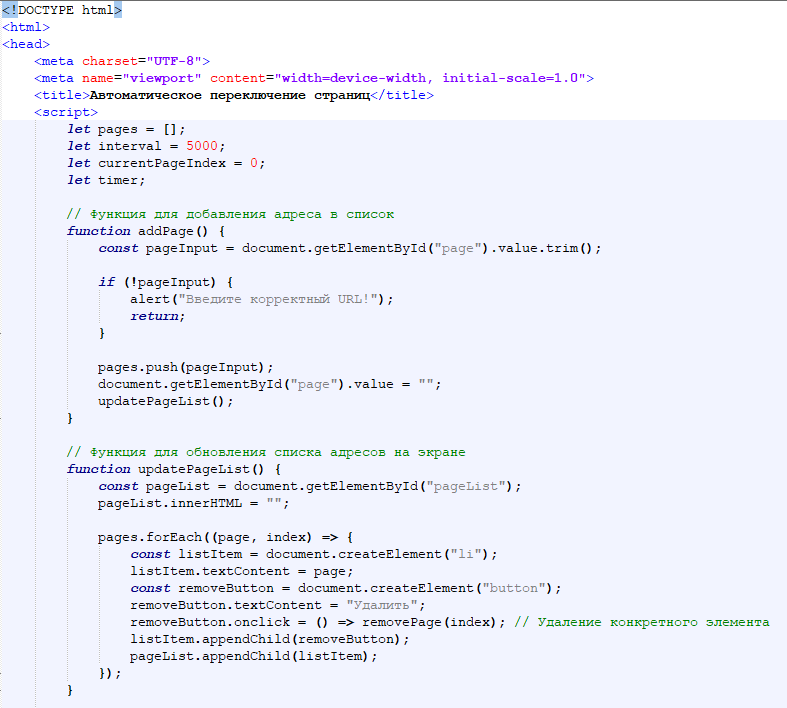 <!DOCTYPE html>
<html>
<head>
    <meta charset="UTF-8">
    <meta name="viewport" content="width=device-width, initial-scale=1.0">
    <title>Автоматическое переключение страниц</title>
    <script>
        let pages = [];
        let interval = 5000;
        let currentPageIndex = 0;
        let timer;

        // Функция для добавления адреса в список
        function addPage() {
            const pageInput = document.getElementById("page").value.trim();

            if (!pageInput) {
                alert("Введите корректный URL!");
                return;
            }

            pages.push(pageInput);
            document.getElementById("page").value = "";
            updatePageList();
        }

        // Функция для обновления списка адресов на экране
        function updatePageList() {
            const pageList = document.getElementById("pageList");
            pageList.innerHTML = "";

            pages.forEach((page, index) => {
                const listItem = document.createElement("li");
                listItem.textContent = page;
                const removeButton = document.createElement("button");
                removeButton.textContent = "Удалить";
                removeButton.onclick = () => removePage(index); // Удаление конкретного элемента
                listItem.appendChild(removeButton);
                pageList.appendChild(listItem);
            });
        }